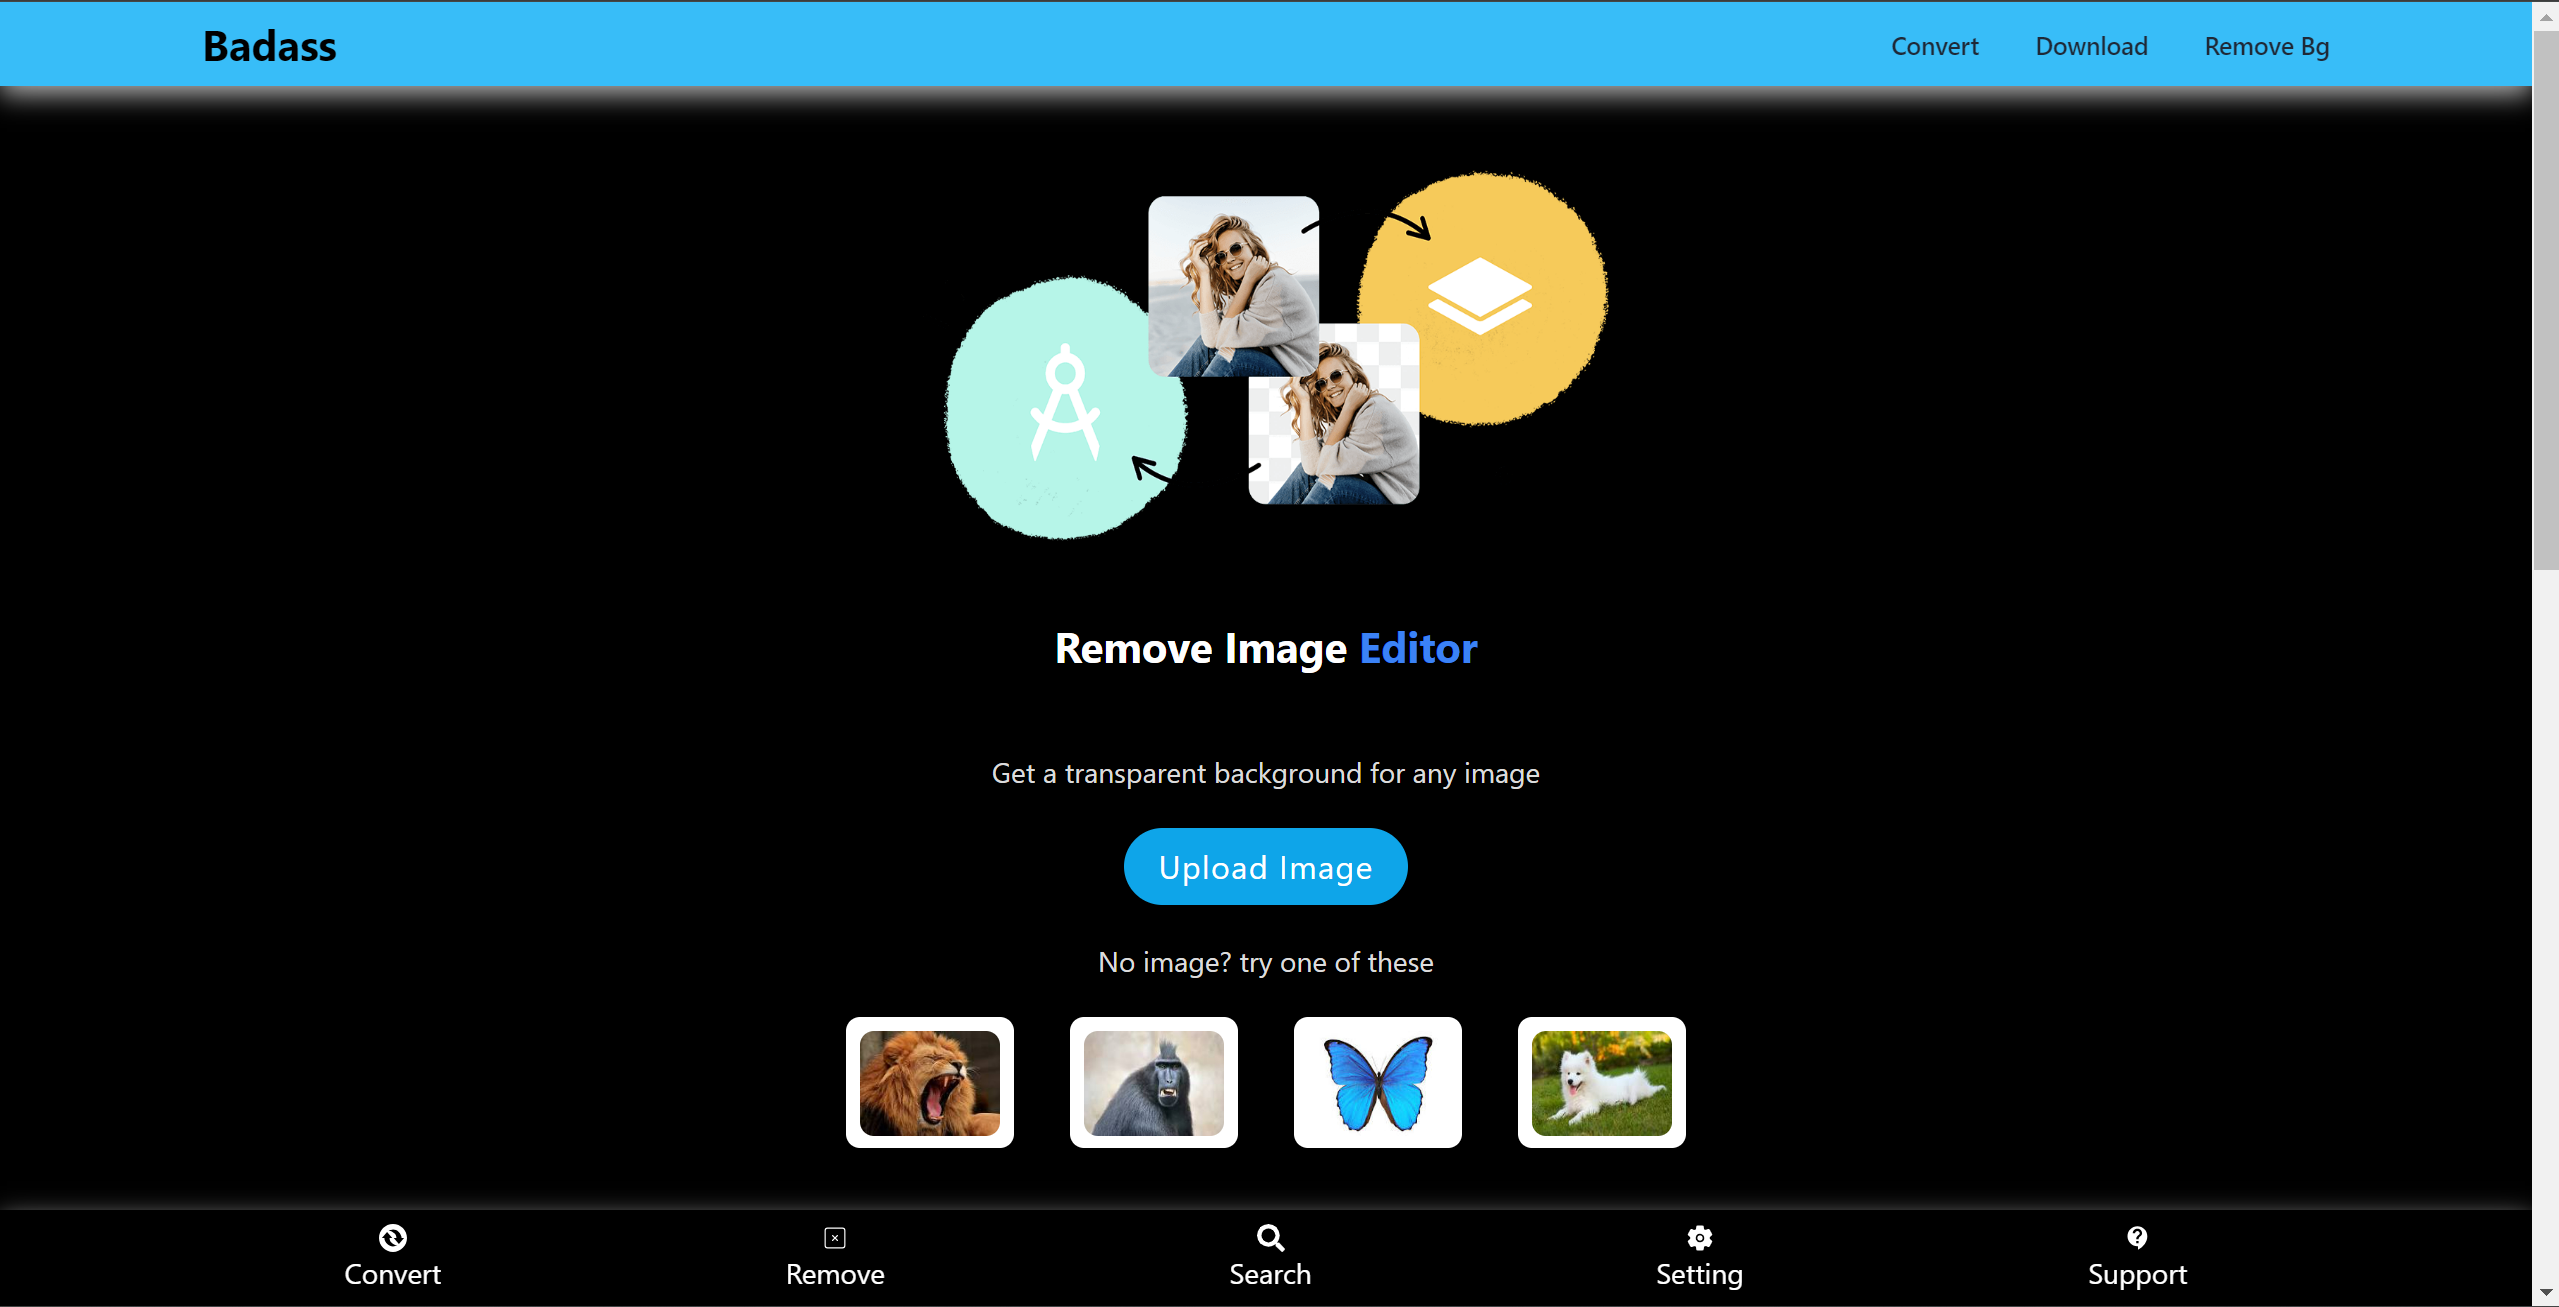 Badass
Convert
Download
Remove Bg
Remove Image Editor
Get a transparent background for any image
Upload Image
No image? try one of these
Convert
Remove
Search
Setting
Support